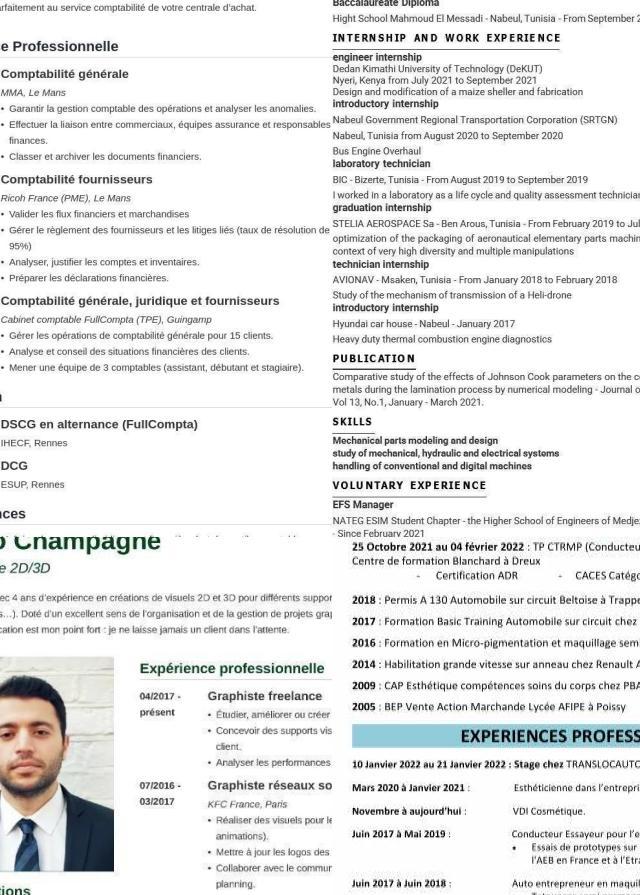 arfaitement au service comptabilité de votre centrale d'achat.
e Professionnelle
Comptabilité générale
MMA, Le Mans
• Garantir la gestion comptable des opérations et analyser les anomalies.
• Effectuer la liaison entre commerciaux, équipes assurance et responsables
finances.
• Classer et archiver les documents financiers.
Comptabilité fournisseurs
Ricoh France (PME), Le Mans
• Valider les flux financiers et marchandises
• Gérer le règlement des fournisseurs et les litiges liés (taux de résolution de
95%)
• Analyser, justifier les comptes et inventaires.
• Préparer les déclarations financières.
Comptabilité générale, juridique et fournisseurs
Cabinet comptable FullCompta (TPE), Guingamp
• Gérer les opérations de comptabilité générale pour 15 clients.
• Analyse et conseil des situations financières des clients.
• Mener une équipe de 3 comptables (assistant, débutant et stagiaire).
DSCG en alternance (FullCompta)
IHECF, Rennes
DCG
ESUP, Rennes
nces
Baccalaureate Diploma
Hight School Mahmoud El Messadi - Nabeul, Tunisia - From September 2
INTERNSHIP AND WORK EXPERIENCE
engineer internship
Dedan Kimathi University of Technology (DeKUT)
Nyeri, Kenya from July 2021 to September 2021
Design and modification of a maize sheller and fabrication
introductory internship
Nabeul Government Regional Transportation Corporation (SRTGN)
Nabeul, Tunisia from August 2020 to September 2020
Bus Engine Overhaul
laboratory technician
BIC - Bizerte, Tunisia - From August 2019 to September 2019
I worked in a laboratory as a life cycle and quality assessment technician
graduation internship
STELIA AEROSPACE Sa - Ben Arous, Tunisia - From February 2019 to Jul
optimization of the packaging of aeronautical elementary parts machin
context of very high diversity and multiple manipulations
technician internship
AVIONAV - Msaken, Tunisia - From January 2018 to February 2018
Study of the mechanism of transmission of a Heli-drone
introductory internship
Hyundai car house - Nabeul - January 2017
Heavy duty thermal combustion engine diagnostics
PUBLICATION
Comparative study of the effects of Johnson Cook parameters on the c
metals during the lamination process by numerical modeling - Journal o
Vol 13, No.1, January - March 2021.
SKILLS
Mechanical parts modeling and design
study of mechanical, hydraulic and electrical systems
handling of conventional and digital machines
VOLUNTARY EXPERIENCE
EFS Manager
NATEG ESIM Student Chapter - the Higher School of Engineers of Medje
- Since February 2021
o Champagne
e 2D/3D
ec 4 ans d'expérience en créations de visuels 2D et 3D pour différents suppor
s…). Doté d'un excellent sens de l'organisation et de la gestion de projets grap
cation est mon point fort : je ne laisse jamais un client dans l'attente.
Expérience professionnelle
04/2017 - présent
Graphiste freelance
• Étudier, améliorer ou créer
• Concevoir des supports vis
client.
• Analyser les performances
07/2016 - 03/2017
Graphiste réseaux so
KFC France, Paris
• Réaliser des visuels pour le
animations).
• Mettre à jour les logos des
• Collaborer avec le commun
planning.
tions
25 Octobre 2021 au 04 février 2022 : TP CTRMP (Conducteu
Centre de formation Blanchard à Dreux
- Certification ADR - CACES Catégo
2018 : Permis A 130 Automobile sur circuit Beltoise à Trappe
2017 : Formation Basic Training Automobile sur circuit chez
2016 : Formation en Micro-pigmentation et maquillage semi
2014 : Habilitation grande vitesse sur anneau chez Renault A
2009 : CAP Esthétique compétences soins du corps chez PBA
2005 : BEP Vente Action Marchande Lycée AFIPE à Poissy
EXPERIENCES PROFESS
10 Janvier 2022 au 21 Janvier 2022 : Stage chez TRANSLOCAUTO
Mars 2020 à Janvier 2021 : Esthéticienne dans l'entrepri
Novembre à aujourd'hui : VDI Cosmétique.
Juin 2017 à Mai 2019 : Conducteur Essayeur pour l'e
• Essais de prototypes sur
l'AEB en France et à l'Etra
Juin 2017 à Juin 2018 : Auto entrepreneur en maquil